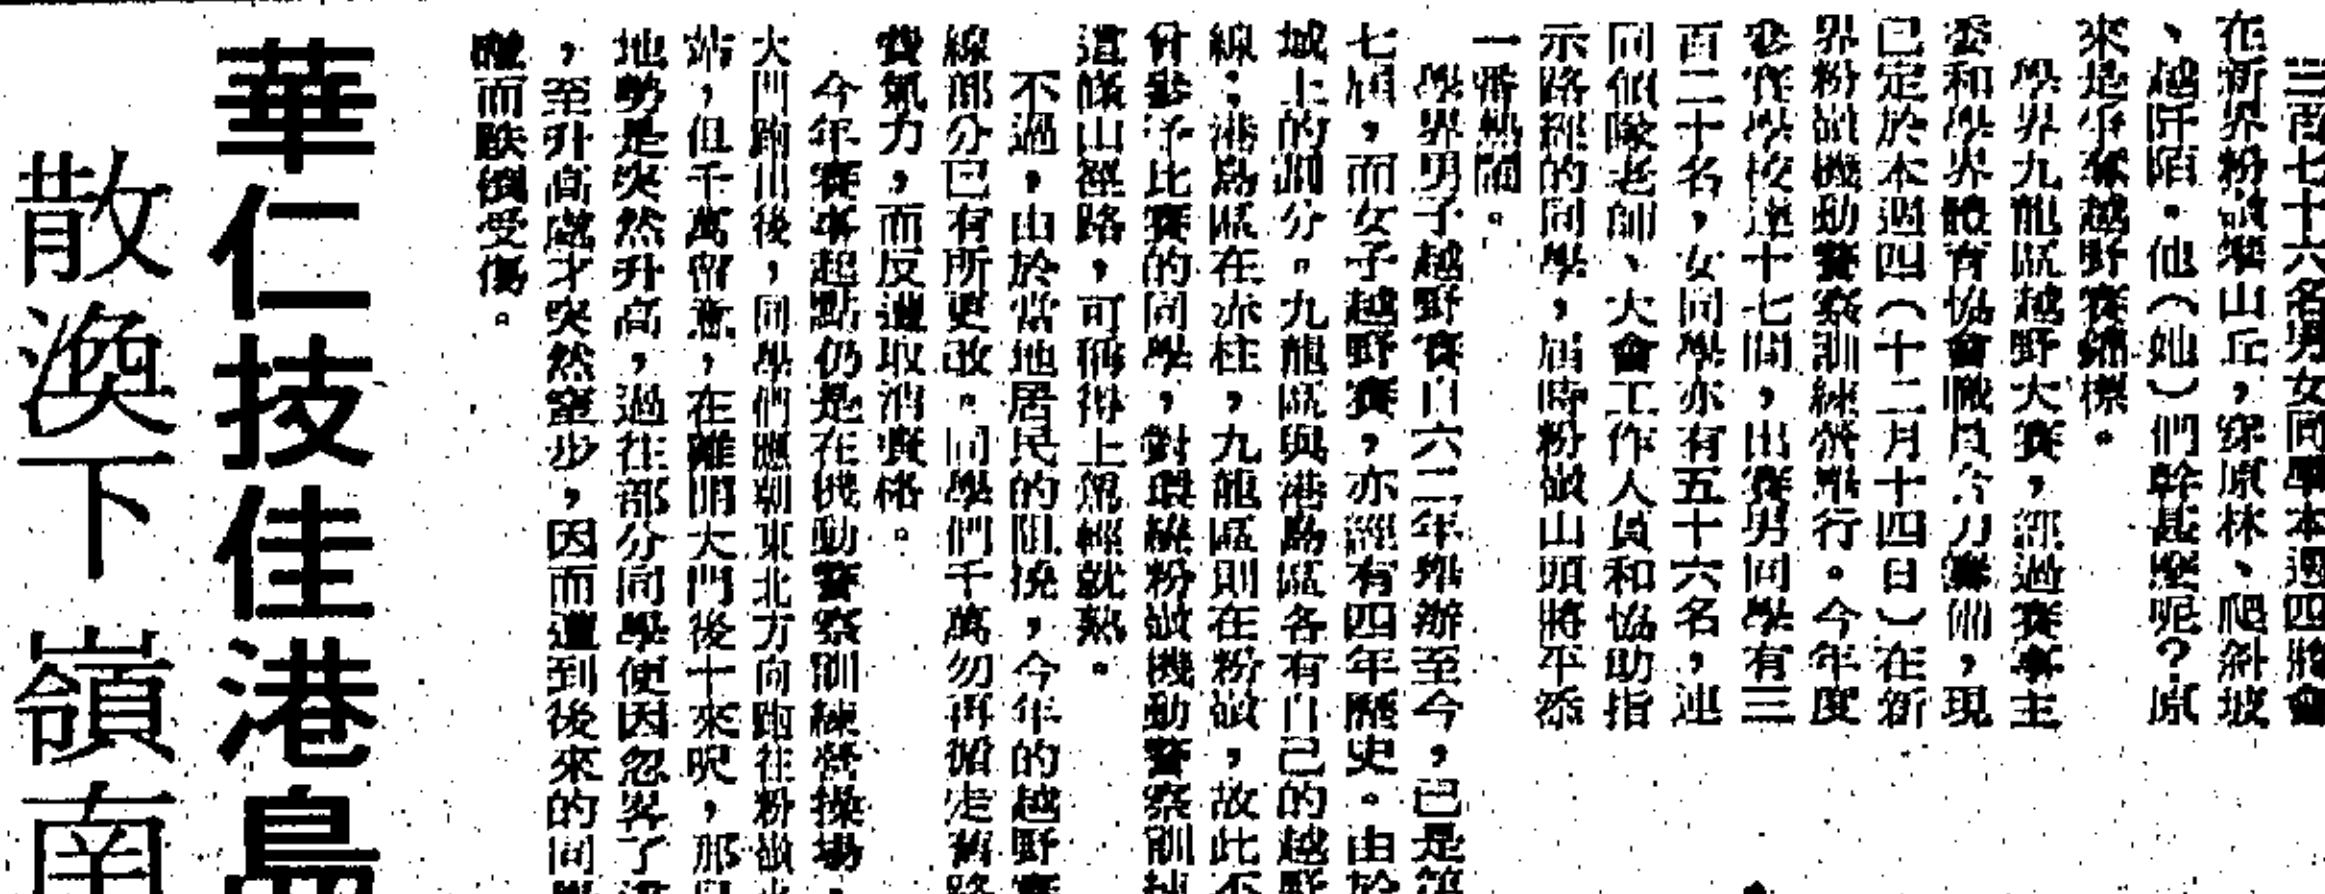 三百七十六名男女同學本週四將會
在新界粉嶺攀山丘，穿原林、爬斜坡
、越阡陌。他（她）們幹甚麼呢？原
來是爭奪越野賽錦標。
學界九龍區越野大賽，經過賽事主
委和學界體育協會職員合力籌備，現
已定於本週四（十二月十四日）在新
界粉嶺機動警察訓練營舉行。今年度
參賽學校達十七間，出賽男同學有三
百二十名，女同學亦有五十六名，連
同領隊老師、大會工作人員和協助指
示路經的同學，屆時粉嶺山頭將平添
一番熱鬧。
學界男子越野賽自六二年舉辦至今，已是第
七屆，而女子越野賽，亦經有四年歷史。由於
城上的劃分。九龍區與港島區各有自己的越野
線：港島區在赤柱，九龍區則在粉嶺，故此不
曾參予比賽的同學，對環繞粉嶺機動警察訓練
這條山徑路，可稱得上駕輕就熟。
不過，由於當地居民的阻撓，今年的越野賽
線部分已有所更改。同學們千萬勿再循走舊路
費氣力，而反遭取消資格。
今年賽事起點仍是在機動警察訓練營操場，
大門跑出後，同學們應朝東北方向跑往粉嶺火
站，但千萬留意，在離開大門後十來呎，那與
地勢是突然升高，過往部分同學便因忽畧了這
，至升高處才突然窒步，因而遭到後來的同學
碰而跌倒受傷。
華仁技佳港島
散渙下嶺南